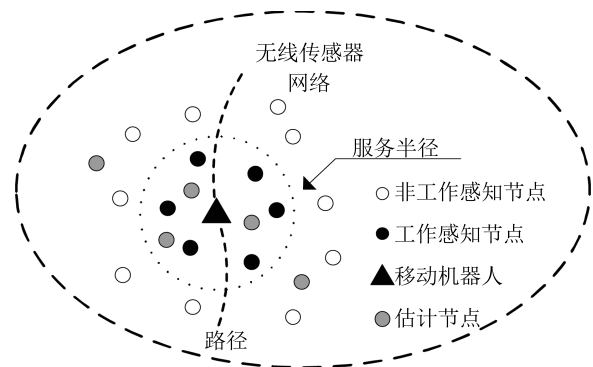 无线传感器
网络
服务半径
非工作感知节点
工作感知节点
移动机器人
估计节点
路径